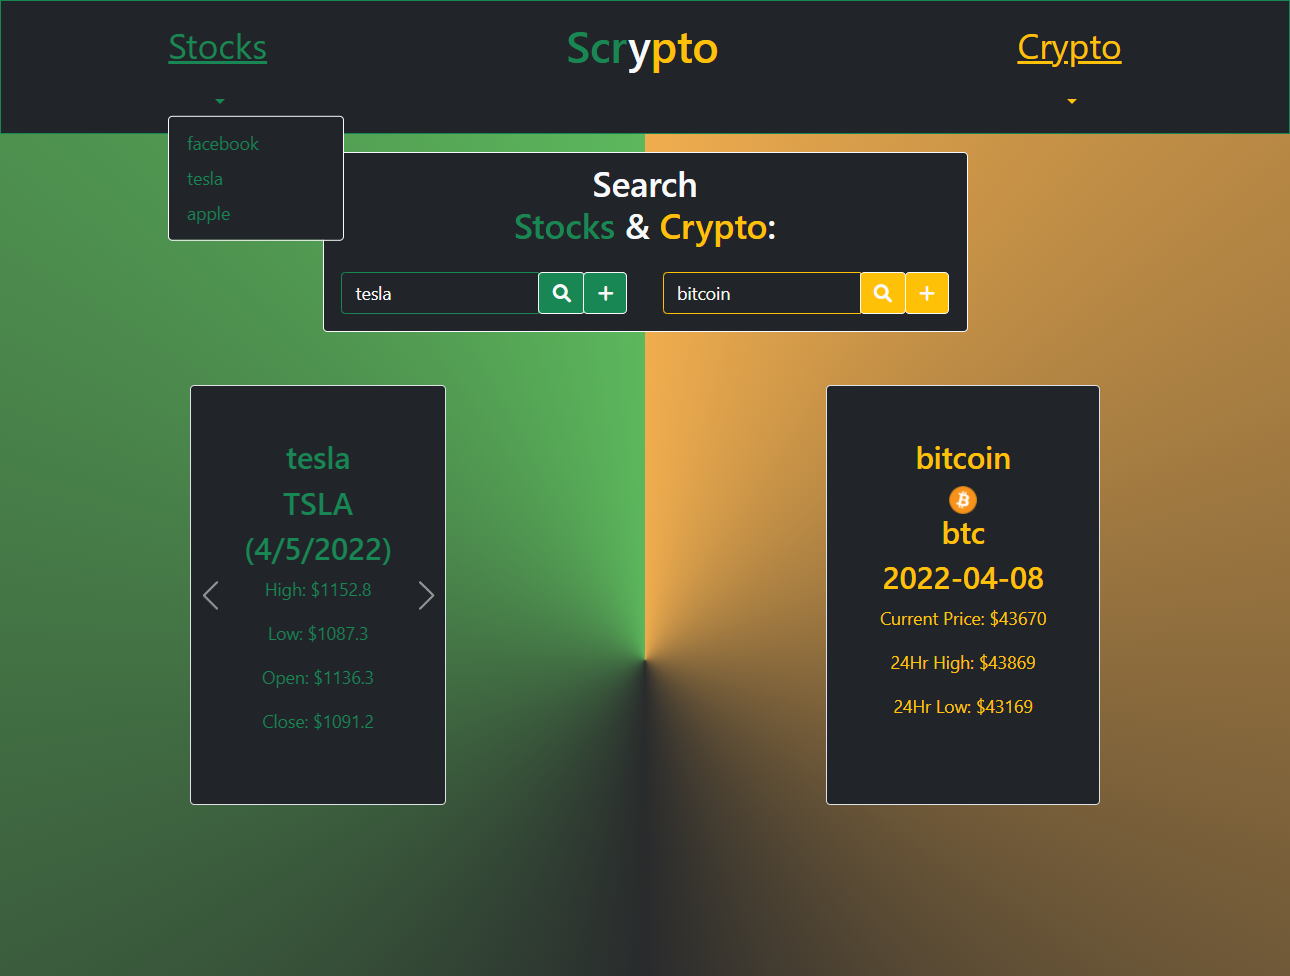 Stocks
Scrypto
Crypto
facebook
tesla
apple
Search
Stocks & Crypto:
tesla
bitcoin
tesla
TSLA
(4/5/2022)
High: $1152.8
Low: $1087.3
Open: $1136.3
Close: $1091.2
bitcoin
btc
2022-04-08
Current Price: $43670
24Hr High: $43869
24Hr Low: $43169